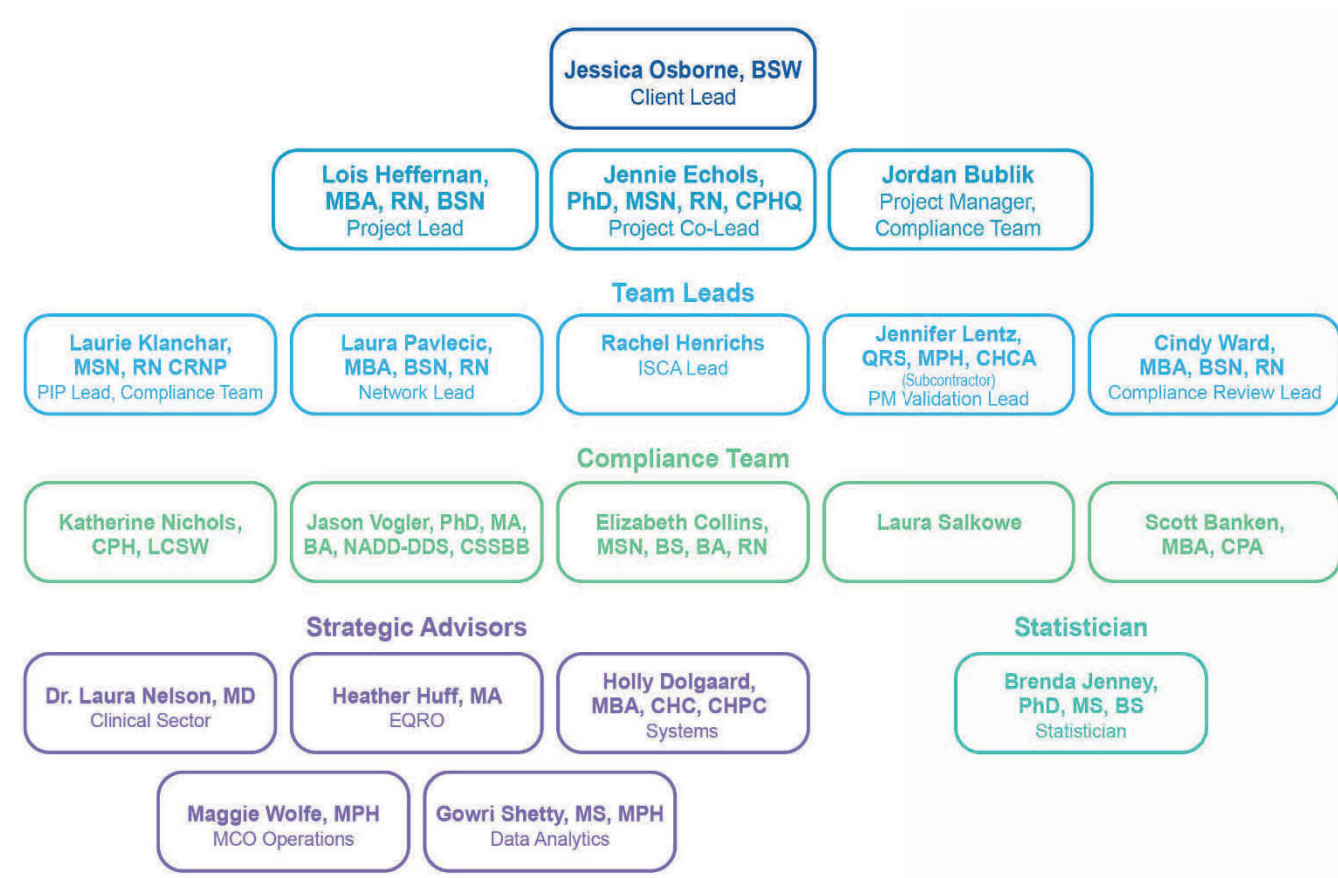 Jessica Osborne, BSW
Client Lead
Lois Heffernan,
MBA, RN, BSN
Project Lead
Jennie Echols,
PhD, MSN, RN, CPHQ
Project Co-Lead
Jordan Bublik
Project Manager,
Compliance Team
Team Leads
Laurie Klanchar,
MSN, RN CRNP
PIP Lead, Compliance Team
Laura Pavlecic,
MBA, BSN, RN
Network Lead
Rachel Henrichs
ISCA Lead
Jennifer Lentz,
QRS, MPH, CHCA
(Subcontractor)
PM Validation Lead
Cindy Ward,
MBA, BSN, RN
Compliance Review Lead
Compliance Team
Katherine Nichols,
CPH, LCSW
Jason Vogler, PhD, MA,
BA, NADD-DDS, CSSBB
Elizabeth Collins,
MSN, BS, BA, RN
Laura Salkowe
Scott Banken,
MBA, CPA
Strategic Advisors
Dr. Laura Nelson, MD
Clinical Sector
Heather Huff, MA
EQRO
Holly Dolgaard,
MBA, CHC, CHPC
Systems
Maggie Wolfe, MPH
MCO Operations
Gowri Shetty, MS, MPH
Data Analytics
Statistician
Brenda Jenney,
PhD, MS, BS
Statistician